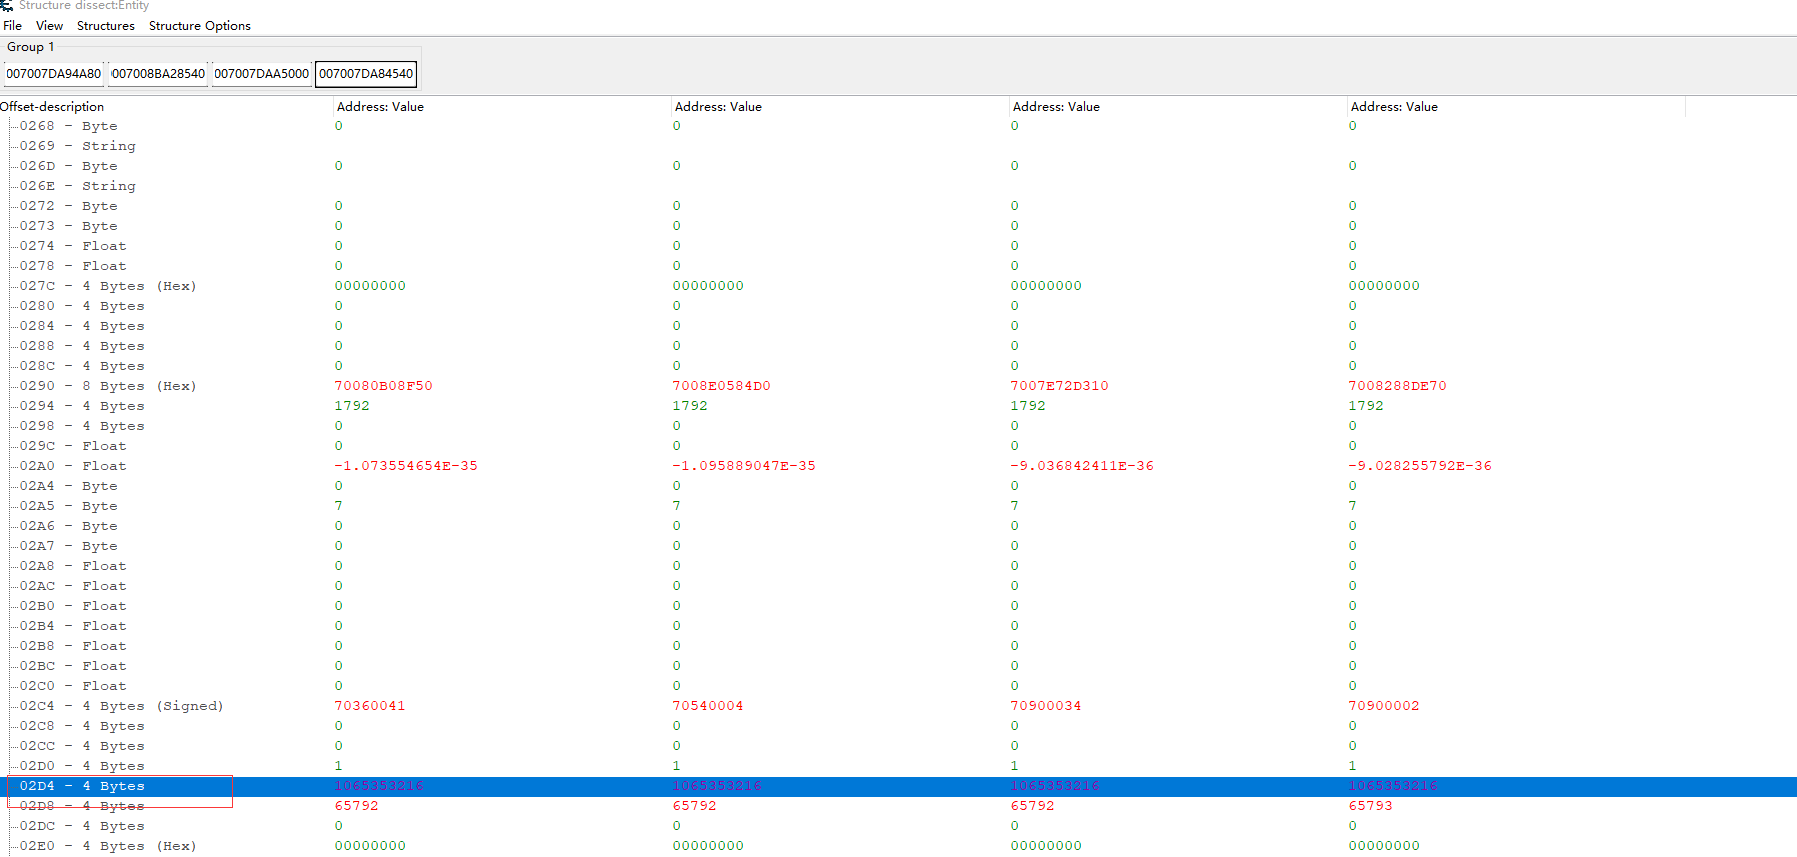 Structure dissect:Entity
File View Structures Structure Options
Group 1
007007DA94A80 007008BA28540 007007DAA5000 007007DA84540
Offset-description Address: Value Address: Value Address: Value Address: Value
0268 - Byte 0 0 0 0
0269 - String
026D - Byte 0 0 0 0
026E - String
0272 - Byte 0 0 0 0
0273 - Byte 0 0 0 0
0274 - Float 0 0 0 0
0278 - Float 0 0 0 0
027C - 4 Bytes (Hex) 00000000 00000000 00000000 00000000
0280 - 4 Bytes 0 0 0 0
0284 - 4 Bytes 0 0 0 0
0288 - 4 Bytes 0 0 0 0
028C - 4 Bytes 0 0 0 0
0290 - 8 Bytes (Hex) 70080B08F50 7008E0584D0 7007E72D310 7008288DE70
0294 - 4 Bytes 1792 1792 1792 1792
0298 - 4 Bytes 0 0 0 0
029C - Float 0 0 0 0
02A0 - Float -1.073554654E-35 -1.095889047E-35 -9.036842411E-36 -9.028255792E-36
02A4 - Byte 0 0 0 0
02A5 - Byte 7 7 7 7
02A6 - Byte 0 0 0 0
02A7 - Byte 0 0 0 0
02A8 - Float 0 0 0 0
02AC - Float 0 0 0 0
02B0 - Float 0 0 0 0
02B4 - Float 0 0 0 0
02B8 - Float 0 0 0 0
02BC - Float 0 0 0 0
02C0 - Float 0 0 0 0
02C4 - 4 Bytes (Signed) 70360041 70540004 70900034 70900002
02C8 - 4 Bytes 0 0 0 0
02CC - 4 Bytes 0 0 0 0
02D0 - 4 Bytes 1 1 1 1
02D4 - 4 Bytes 1065353216 1065353216 1065353216 1065353216
02D8 - 4 Bytes 65792 65792 65792 65793
02DC - 4 Bytes 0 0 0 0
02E0 - 4 Bytes (Hex) 00000000 00000000 00000000 00000000